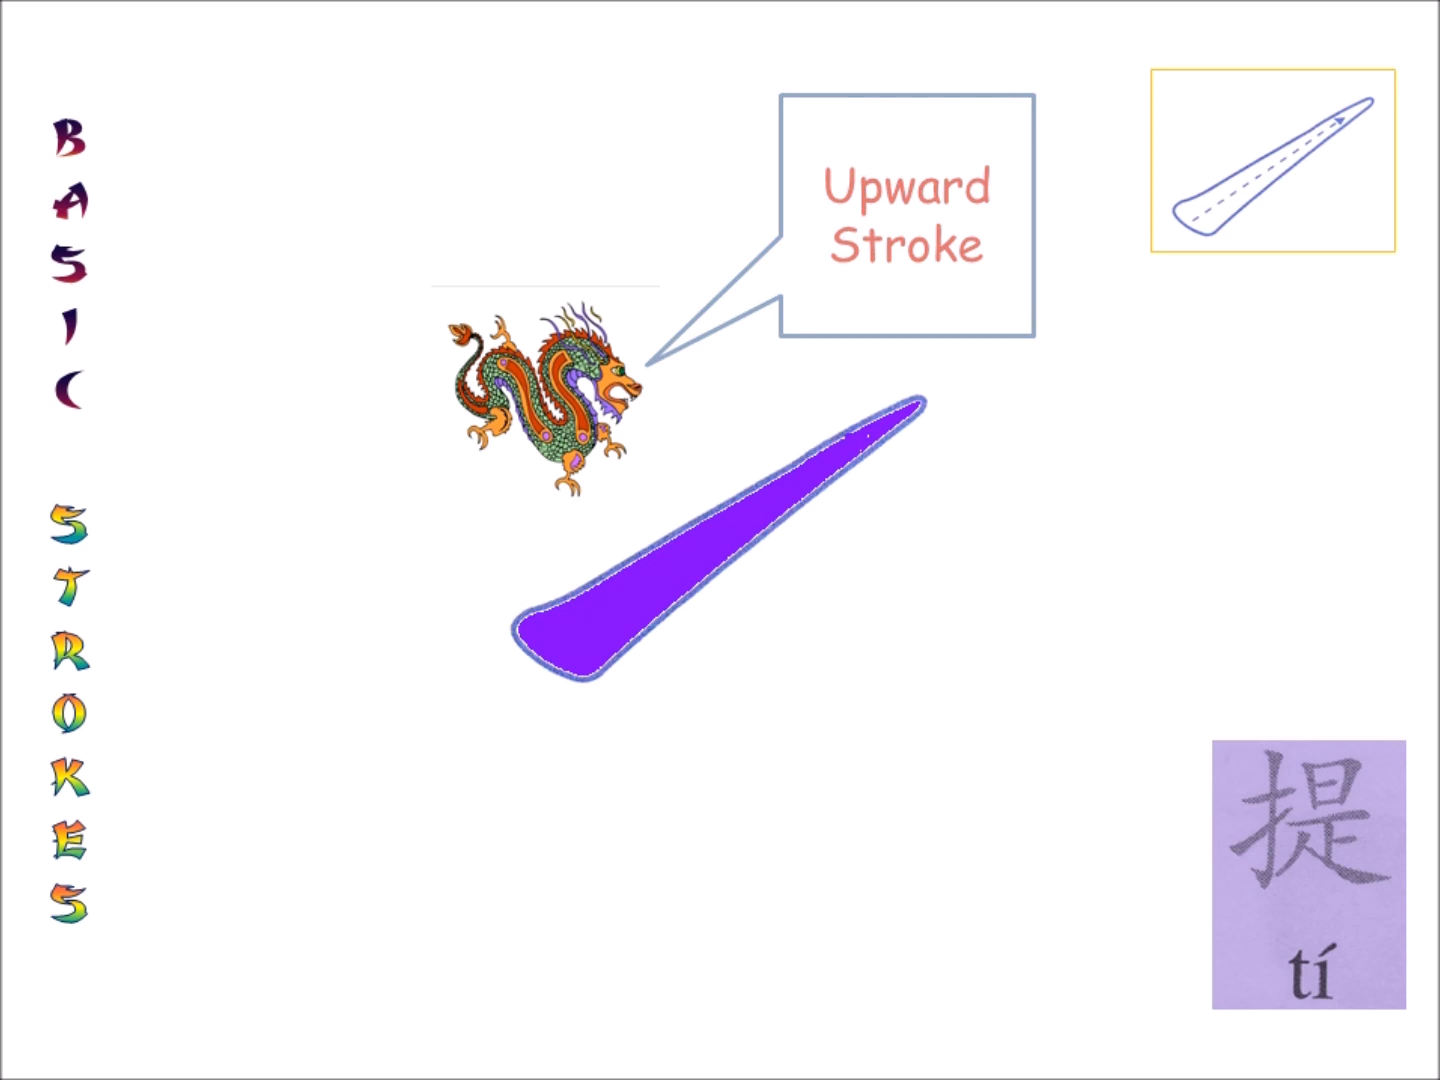 BASIC STROKES
Upward
Stroke
提
tí